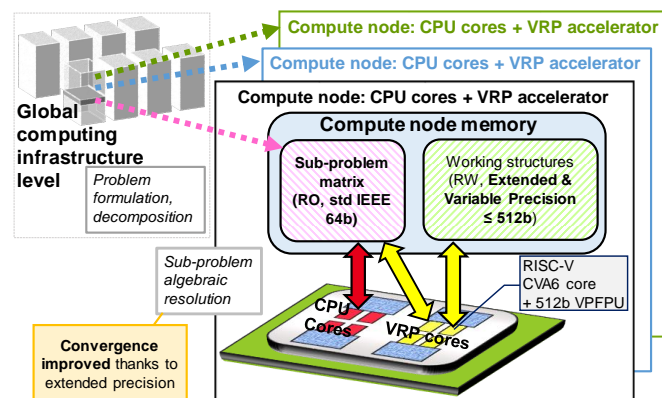 Compute node: CPU cores + VRP accelerator
Compute node: CPU cores + VRP accelerator
Compute node: CPU cores + VRP accelerator
Global
computing
infrastructure
level
Problem
formulation,
decomposition
Compute node memory
Sub-problem
matrix
(RO, std IEEE
64b)
Working structures
(RW, Extended &
Variable Precision
≤ 512b)
Sub-problem
algebraic
resolution
RISC-V
CVA6 core
+ 512b VPFPU
CPU
Cores
VRP cores
Convergence
improved thanks to
extended precision